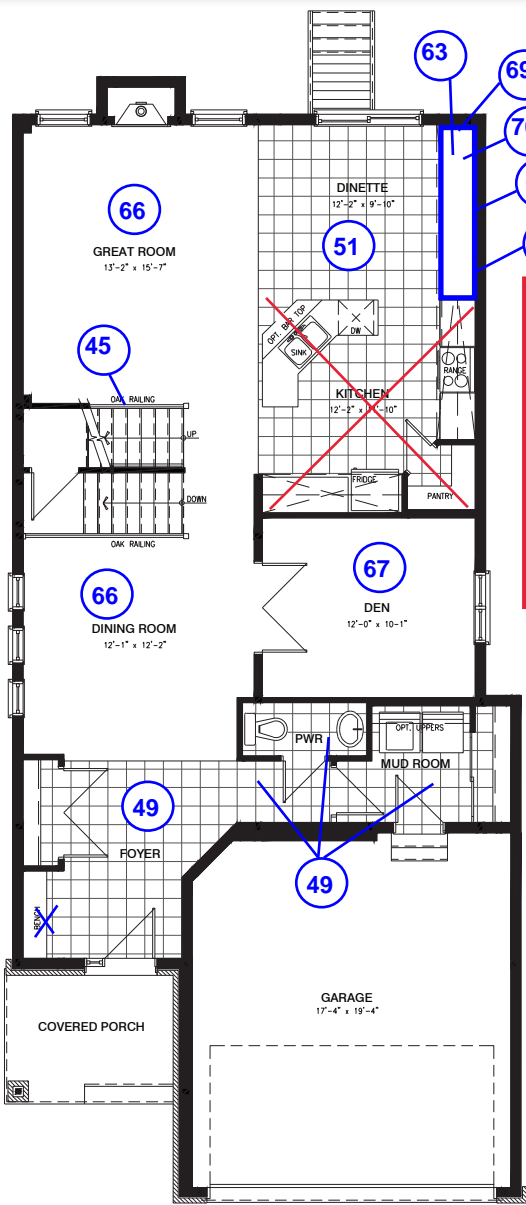 63
69
DINETTE
12'-2" x 9'-10"
66
51
GREAT ROOM
13'-2" x 15'-7"
OPT. BAR TOP
DW
SINK
45
RANGE
KITCHEN
OAK RAILING
UP
FRIDGE
PANTRY
DOWN
OAK RAILING
66
67
DEN
12'-0" x 10'-1"
DINING ROOM
12'-1" x 12'-2"
OPT. UPPERS
PWR
MUD ROOM
49
FOYER
49
BENCH
GARAGE
17'-4" x 19'-4"
COVERED PORCH